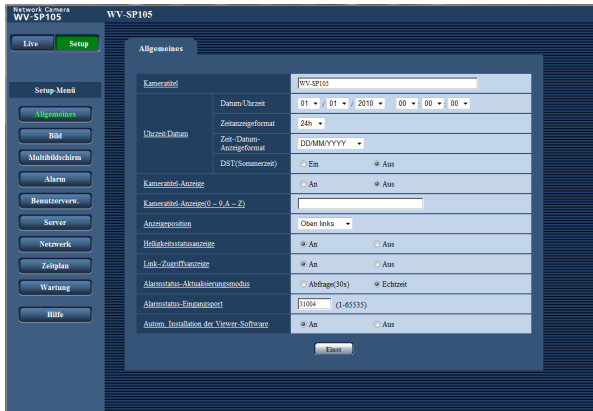 Network Camera
WV-SP105
WV-SP105
Live Setup
Setup-Menü
Allgemeines
Bild
Multibildschirm
Alarm
Benutzerverw.
Server
Netzwerk
Zeitplan
Wartung
Hilfe
Allgemeines
Kameratitel WV-SP105
Uhrzeit/Datum
Datum/Uhrzeit 01 / 01 / 2010 00 : 00 : 00
Zeitanzeigeformat 24h
Zeit-/Datum-
Anzeigeformat DD/MM/YYYY
DST(Sommerzeit) Ein Aus
Kameratitel-Anzeige An Aus
Kameratitel-Anzeige(0 – 9,A – Z)
Anzeigeposition Oben links
Helligkeitsstatusanzeige An Aus
Link-/Zugriffsanzeige An Aus
Alarmstatus-Aktualisierungsmodus Abfrage(30s) Echtzeit
Alarmstatus-Eingangsport 31004 (1-65535)
Autom. Installation der Viewer-Software An Aus
Einst